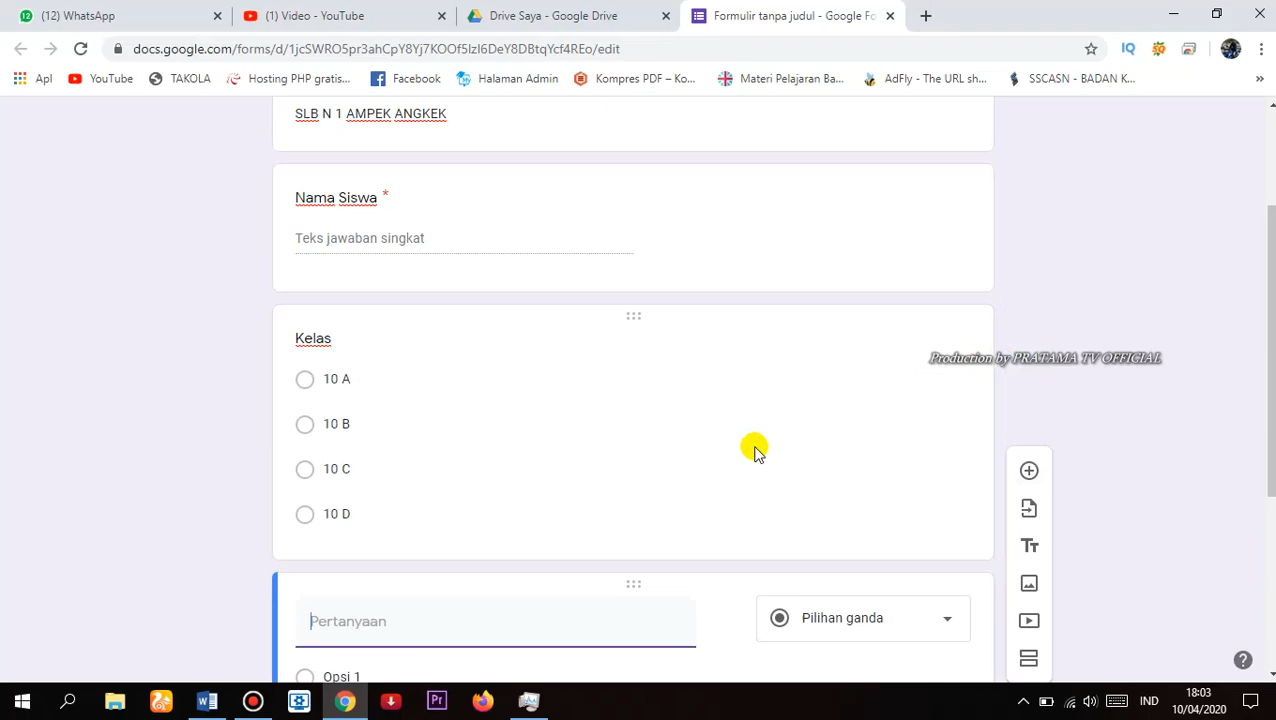 (12) WhatsApp
(1) Video - YouTube
Drive Saya - Google Drive
Formulir tanpa judul - Google Fo
docs.google.com/forms/d/1jcSWRO5pr3ahCpY8Yj7KOOf5lzl6DeY8DBtqYcf4REo/edit
Apl
YouTube
TAKOLA
Hosting PHP gratis...
Facebook
Halaman Admin
Kompres PDF – Ko...
Materi Pelajaran Ba...
AdFly - The URL sh...
SSCASN - BADAN K...
»
SLB N 1 AMPEK ANGKEK
Nama Siswa *
Teks jawaban singkat
Kelas
Production by PRATAMA TV OFFICIAL
10 A
10 B
10 C
10 D
Pertanyaan
Pilihan ganda
Opsi 1
IND
18:03
10/04/2020